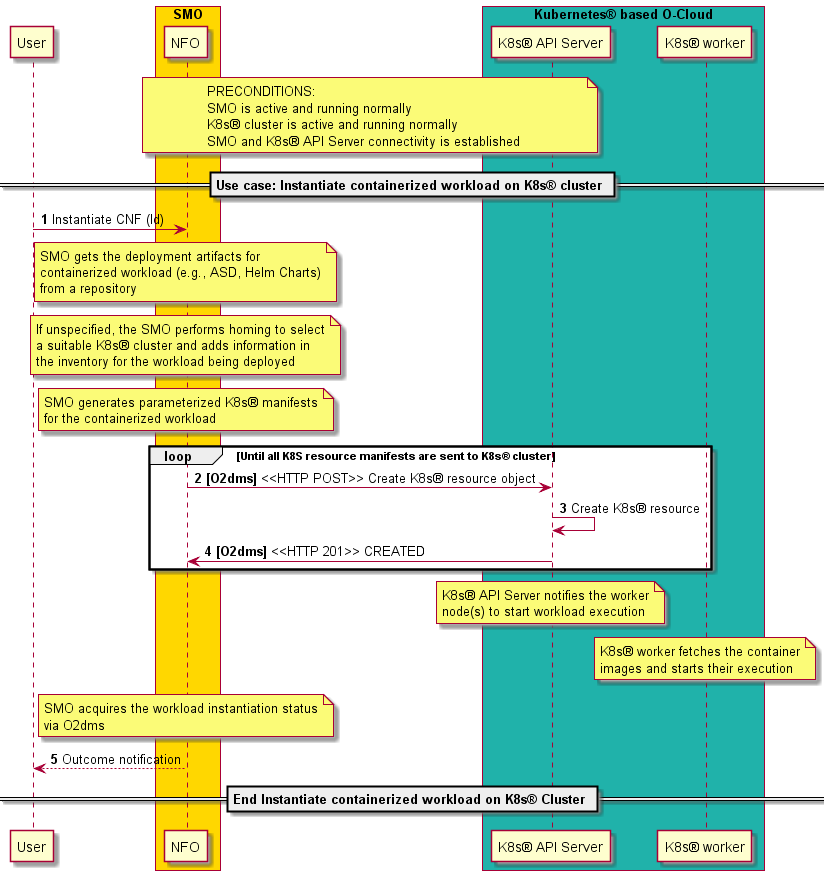 SMO
Kubernetes® based O-Cloud
User
NFO
K8s® API Server
K8s® worker
PRECONDITIONS:
SMO is active and running normally
K8s® cluster is active and running normally
SMO and K8s® API Server connectivity is established
Use case: Instantiate containerized workload on K8s® cluster
1 Instantiate CNF (Id)
SMO gets the deployment artifacts for
containerized workload (e.g., ASD, Helm Charts)
from a repository
If unspecified, the SMO performs homing to select
a suitable K8s® cluster and adds information in
the inventory for the workload being deployed
SMO generates parameterized K8s® manifests
for the containerized workload
loop
[Until all K8S resource manifests are sent to K8s® cluster]
2 [O2dms] <<HTTP POST>> Create K8s® resource object
3 Create K8s® resource
4 [O2dms] <<HTTP 201>> CREATED
K8s® API Server notifies the worker
node(s) to start workload execution
K8s® worker fetches the container
images and starts their execution
SMO acquires the workload instantiation status
via O2dms
5 Outcome notification
End Instantiate containerized workload on K8s® Cluster
User
NFO
K8s® API Server
K8s® worker